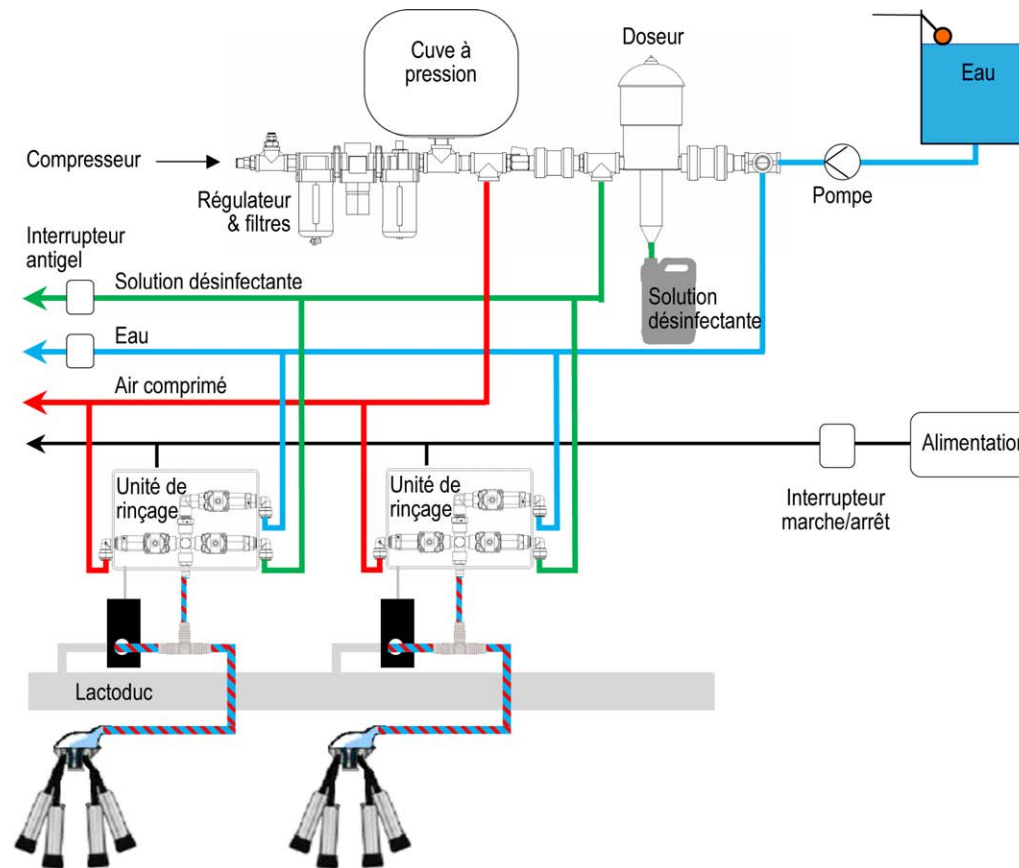 Cuve à
pression
Doseur
Eau
Compresseur
Régulateur
& filtres
Pompe
Interrupteur
antigel
Solution désinfectante
Solution
désinfectante
Eau
Air comprimé
Alimentation
Unité de
rinçage
Unité de
rinçage
Interrupteur
marche/arrêt
Lactoduc